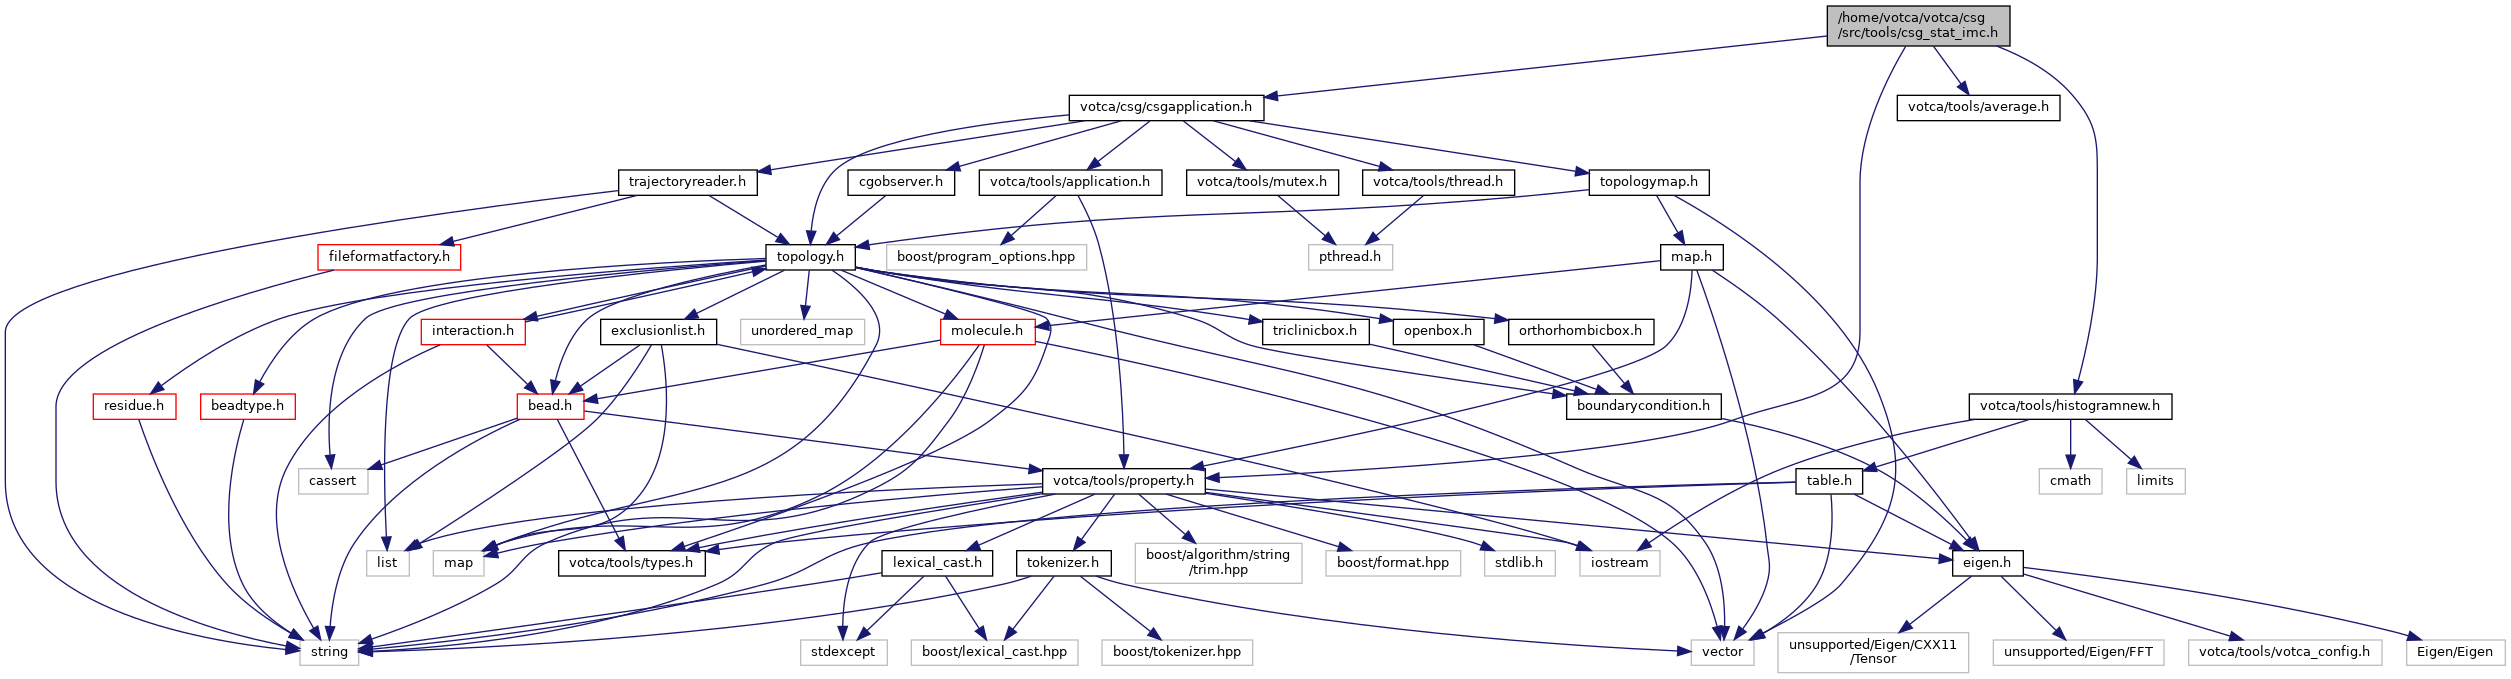 /home/votca/votca/csg
/src/tools/csg_stat_imc.h
votca/csg/csgapplication.h
votca/tools/average.h
trajectoryreader.h
cgobserver.h
votca/tools/application.h
votca/tools/mutex.h
votca/tools/thread.h
topologymap.h
fileformatfactory.h
topology.h
boost/program_options.hpp
pthread.h
map.h
interaction.h
exclusionlist.h
unordered_map
molecule.h
triclinicbox.h
openbox.h
orthorhombicbox.h
residue.h
beadtype.h
bead.h
boundarycondition.h
votca/tools/histogramnew.h
cassert
votca/tools/property.h
table.h
cmath
limits
list
map
votca/tools/types.h
lexical_cast.h
tokenizer.h
boost/algorithm/string
/trim.hpp
boost/format.hpp
stdlib.h
iostream
eigen.h
string
stdexcept
boost/lexical_cast.hpp
boost/tokenizer.hpp
vector
unsupported/Eigen/CXX11
/Tensor
unsupported/Eigen/FFT
votca/tools/votca_config.h
Eigen/Eigen